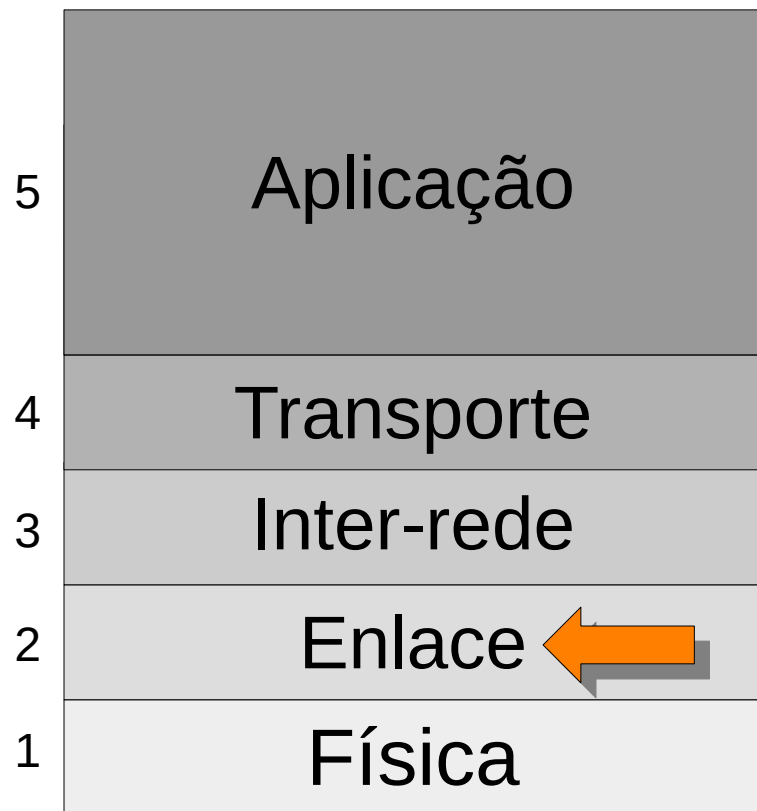 5 Aplicação
4 Transporte
3 Inter-rede
2 Enlace
1 Física